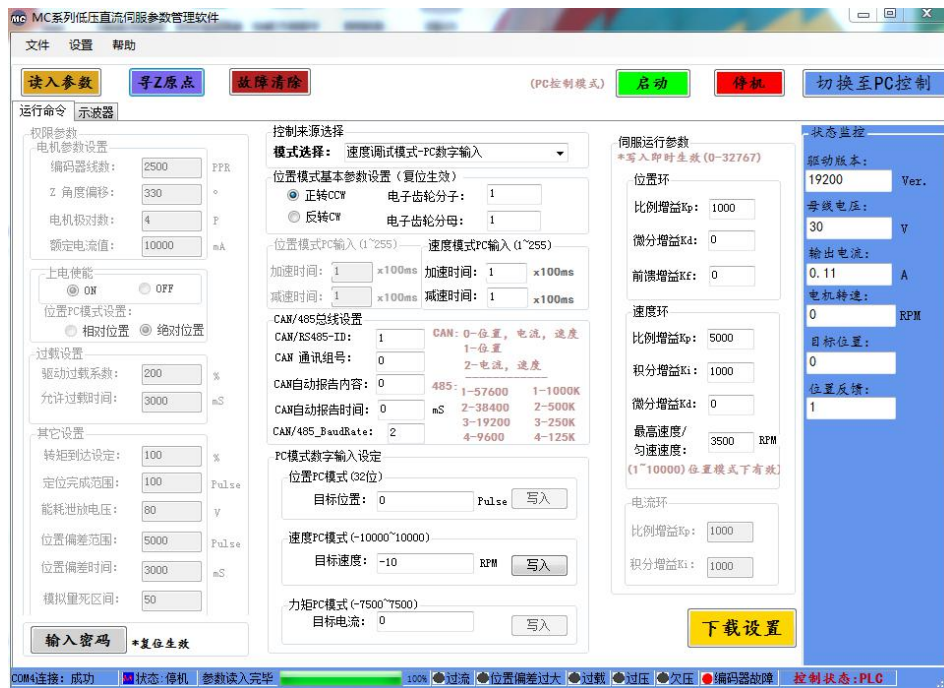 MC系列低压直流伺服参数管理软件
文件 设置 帮助
读入参数 寻Z原点 故障清除 (PC控制模式) 启动 停机 切换至PC控制
运行命令 示波器
权限参数
电机参数设置
编码器线数: 2500 PPR
Z 角度偏移: 330 °
电机极对数: 4 P
额定电流值: 10000 mA
上电使能
ON OFF
位置PC模式设置:
相对位置 绝对位置
过载设置
驱动过载系数: 200 %
允许过载时间: 3000 mS
其它设置
转矩到达设定: 100 %
定位完成范围: 100 Pulse
能耗泄放电压: 80 V
位置偏差范围: 5000 Pulse
位置偏差时间: 3000 mS
模拟量死区间: 50
输入密码 *复位生效
控制来源选择
模式选择: 速度调试模式-PC数字输入
位置模式基本参数设置（复位生效）
正转CCW 电子齿轮分子: 1
反转CW 电子齿轮分母: 1
位置模式PC输入(1~255)
加速时间: 1 x100ms
减速时间: 1 x100ms
速度模式PC输入(1~255)
加速时间: 1 x100ms
减速时间: 1 x100ms
CAN/485总线设置
CAN/RS485-ID: 1
CAN 通讯组号: 0
CAN自动报告内容: 0
CAN自动报告时间: 0 mS
CAN/485_BaudRate: 2
CAN: 0-位置, 电流, 速度
1-位置
2-电流, 速度
485: 1-57600 1-1000K
2-38400 2-500K
3-19200 3-250K
4-9600 4-125K
PC模式数字输入设定
位置PC模式(32位)
目标位置: 0 Pulse 写入
速度PC模式(-10000~10000)
目标速度: -10 RPM 写入
力矩PC模式(-7500~7500)
目标电流: 0 写入
伺服运行参数
*写入即时生效(0-32767)
位置环
比例增益Kp: 1000
微分增益Kd: 0
前馈增益Kf: 0
速度环
比例增益Kp: 5000
积分增益Ki: 1000
微分增益Kd: 0
最高速度/
匀速速度: 3500 RPM
(1~10000)位置模式下有效)
电流环
比例增益Kp: 1000
积分增益Ki: 1000
下载设置
状态监控
驱动版本:
19200 Ver.
母线电压:
30 V
输出电流:
0.11 A
电机转速:
0 RPM
目标位置:
0
位置反馈:
1
COM4连接: 成功 状态:停机 参数读入完毕 100% 过流 位置偏差过大 过载 过压 欠压 编码器故障 控制状态:PLC